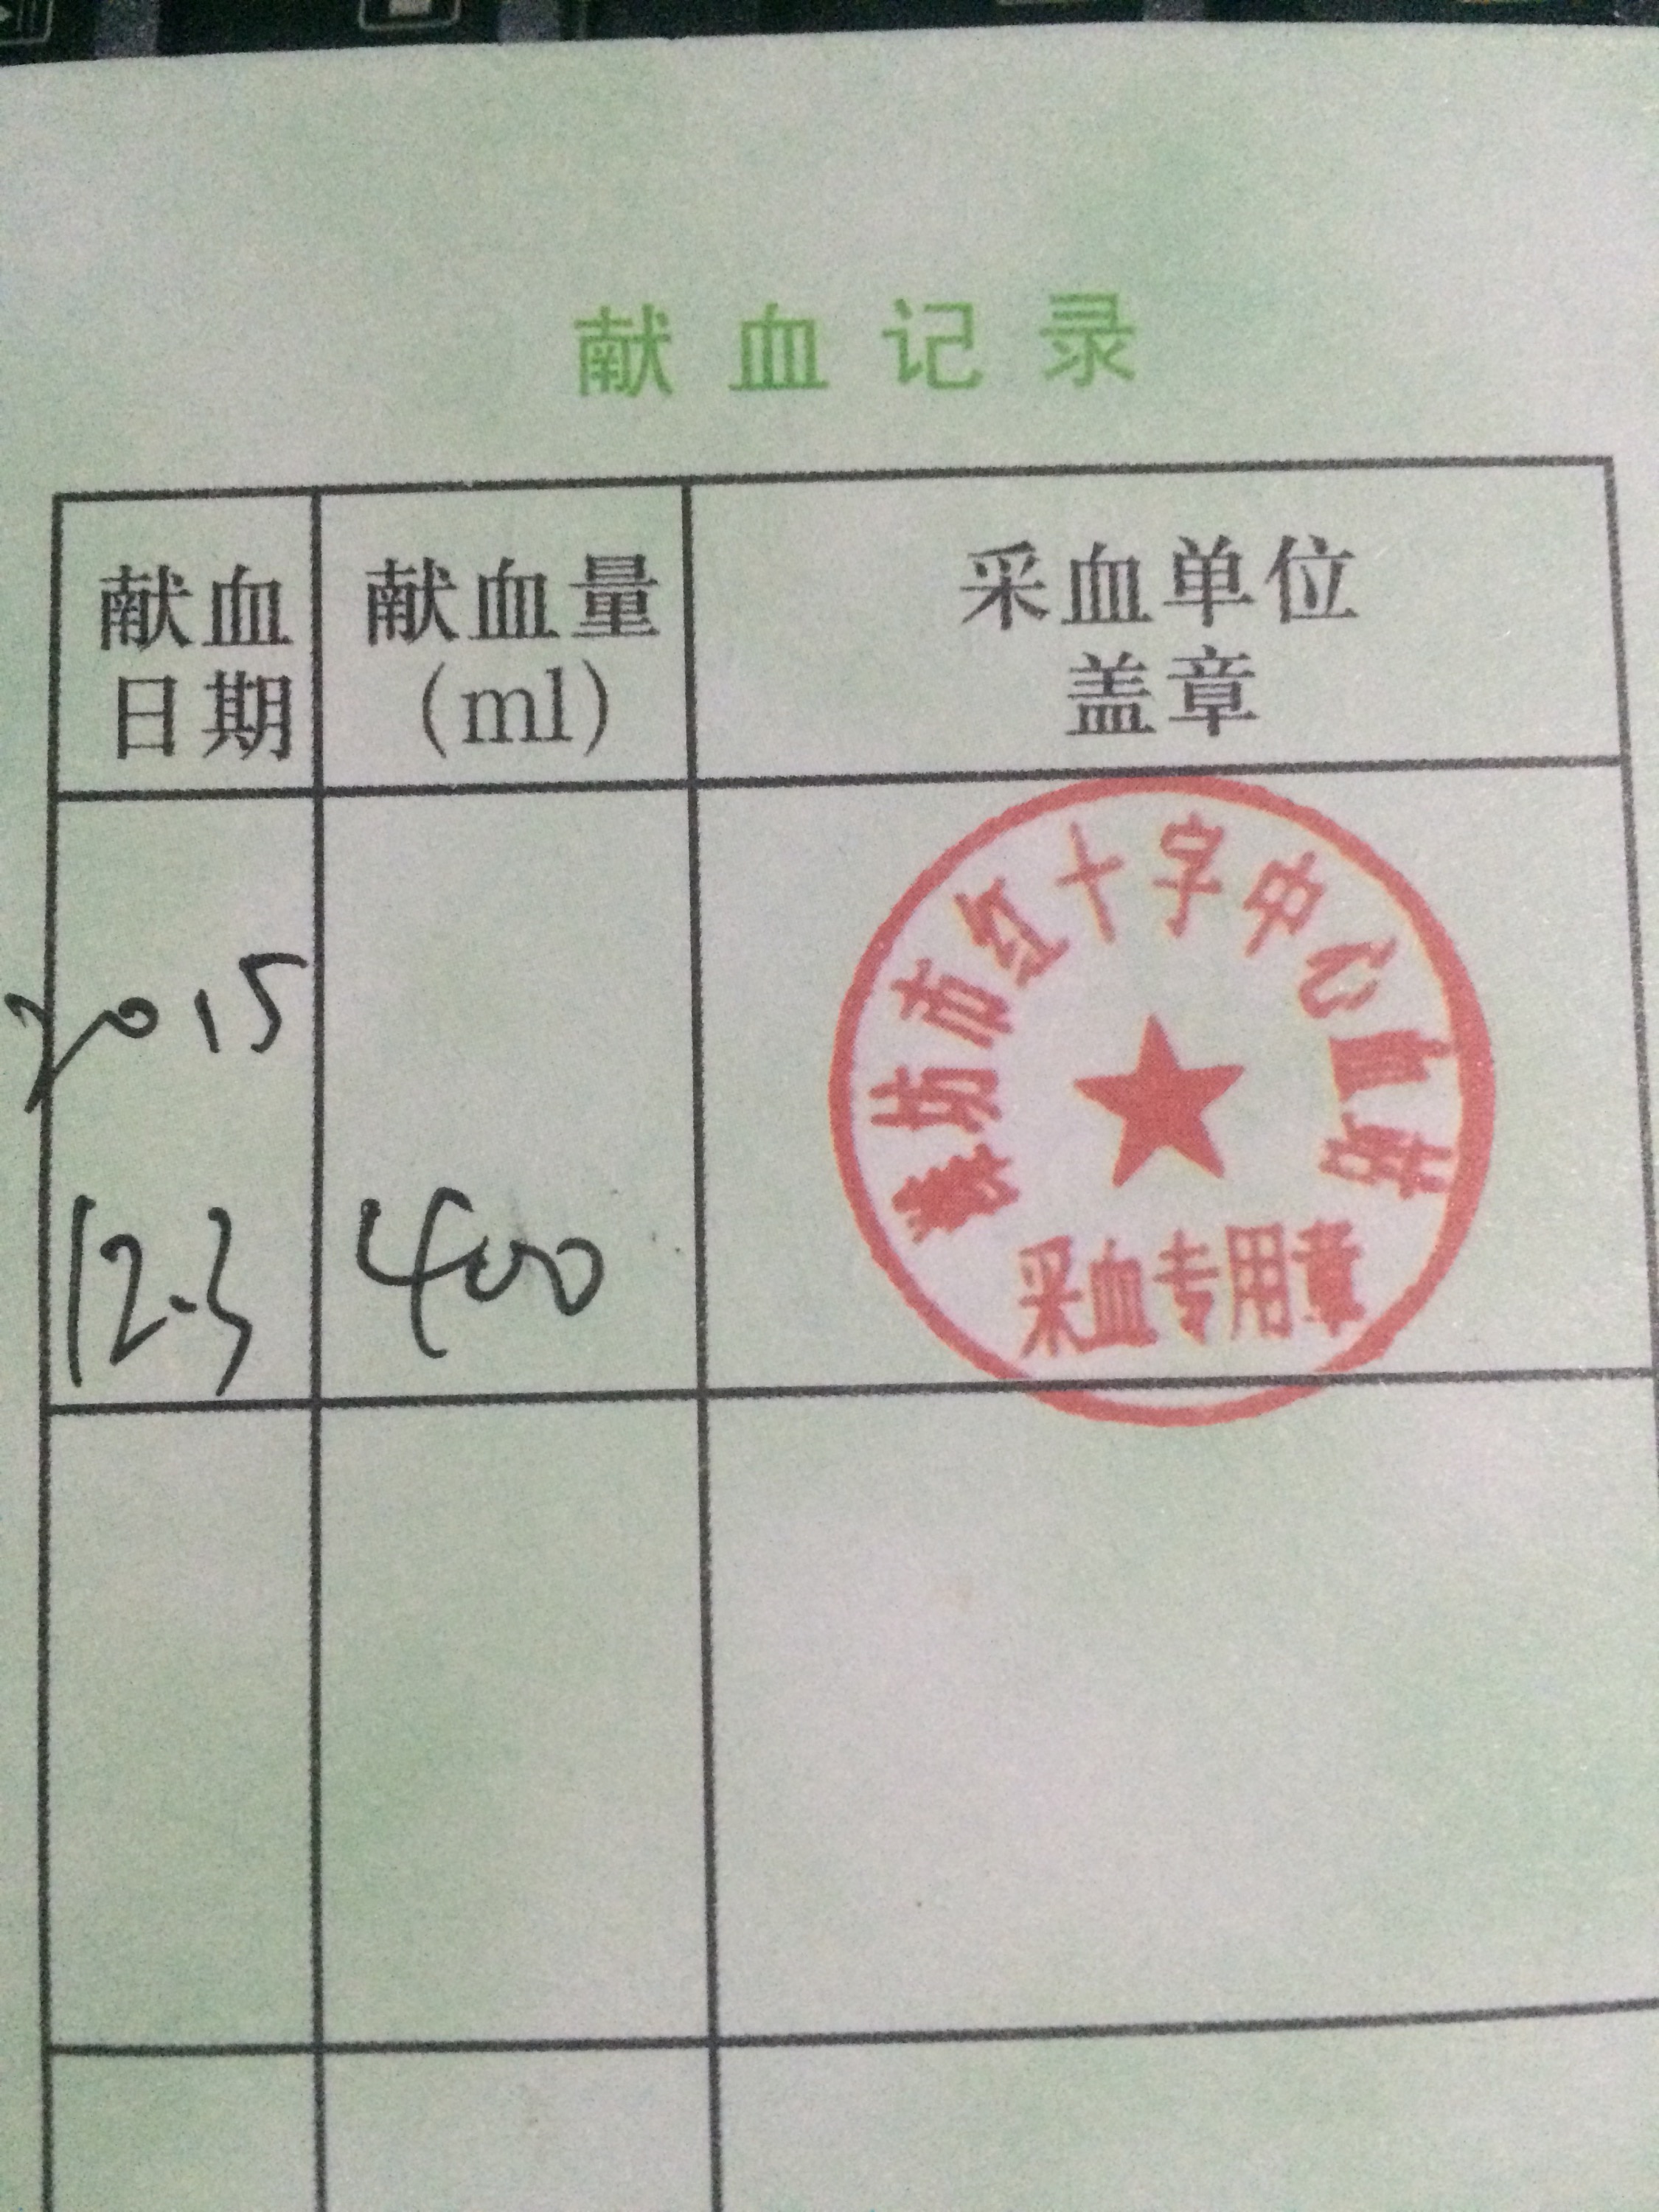 献血记录
献血
日期
献血量
(ml)
采血单位
盖章
2015
12.3
400
坊市红十字中心血站
采血专用章